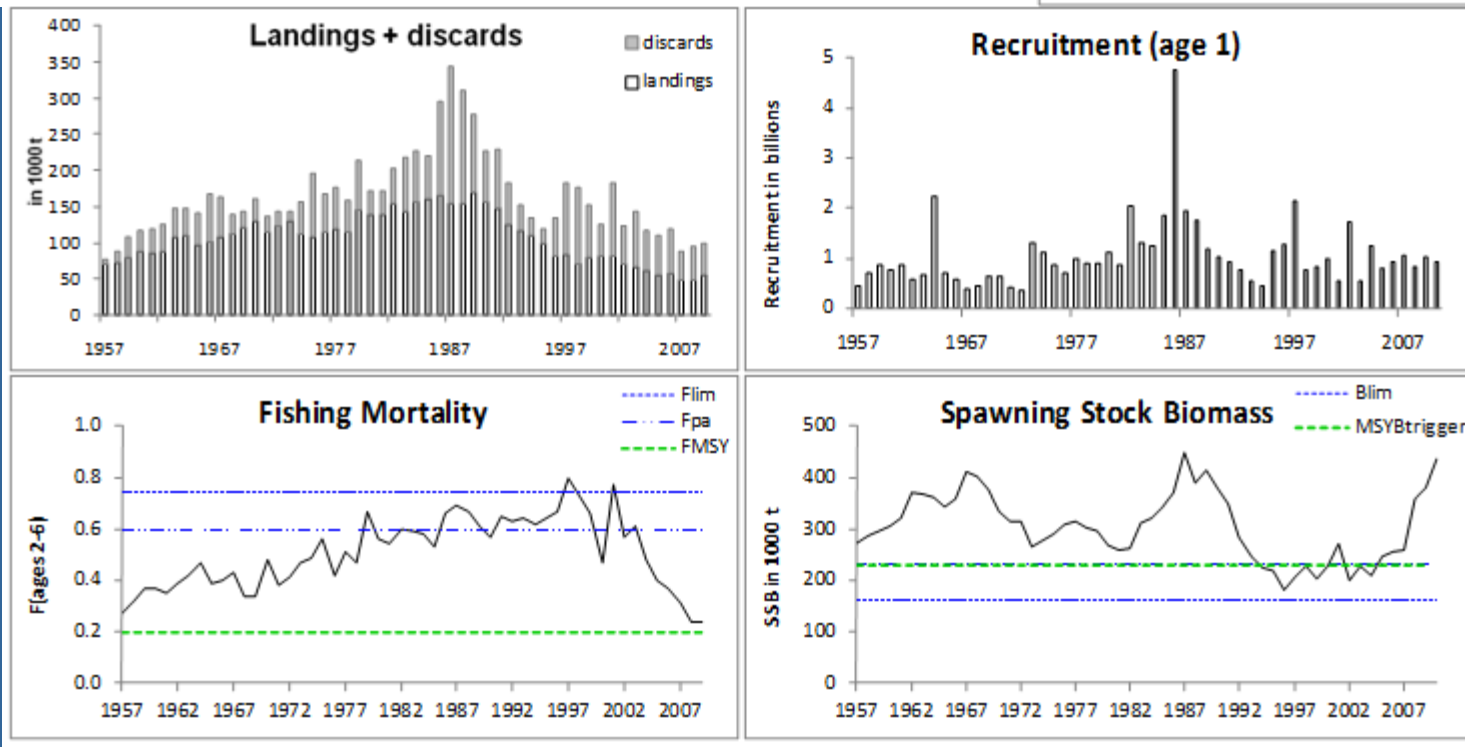 Landings + discards
discards
landings
in 1000 t
400
350
300
250
200
150
100
50
0
1957 1967 1977 1987 1997 2007
Recruitment (age 1)
Recruitment in billions
5
4
3
2
1
0
1957 1967 1977 1987 1997 2007
Fishing Mortality
Flim
Fpa
FMSY
F(ages 2-6)
1.0
0.8
0.6
0.4
0.2
0.0
1957 1962 1967 1972 1977 1982 1987 1992 1997 2002 2007
Spawning Stock Biomass
Blim
MSYBtrigger
SSB in 1000 t
500
400
300
200
100
0
1957 1962 1967 1972 1977 1982 1987 1992 1997 2002 2007